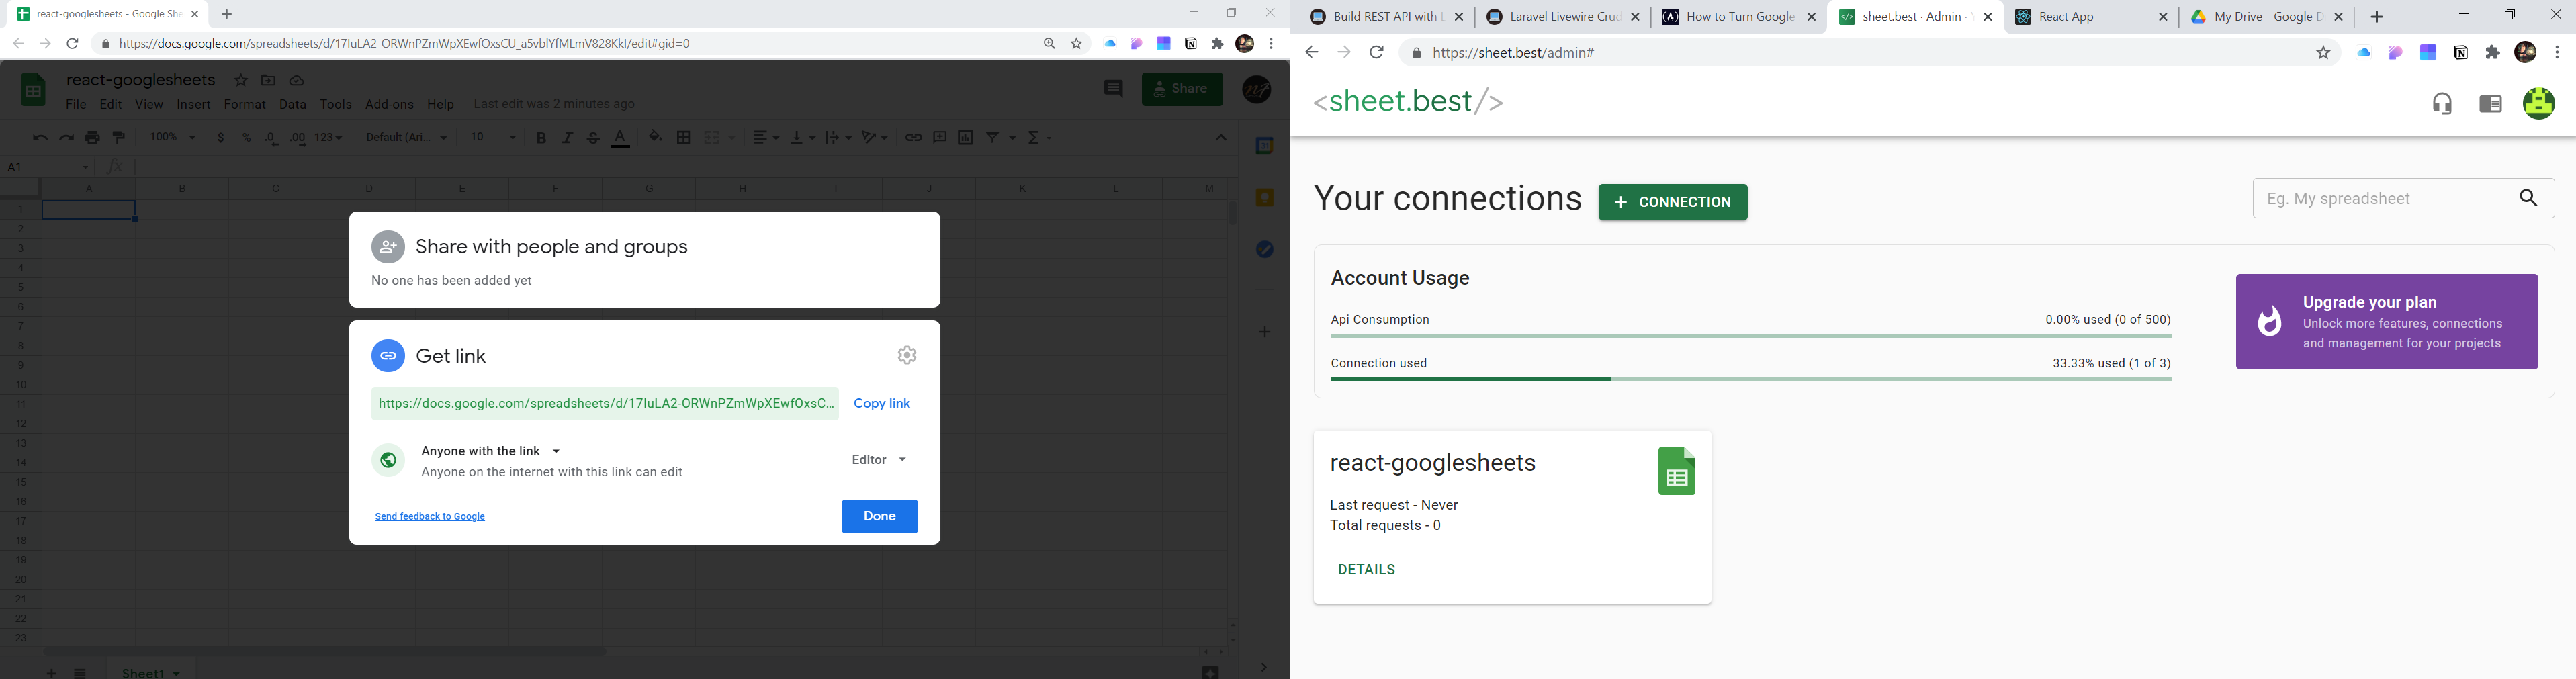 react-googlesheets - Google She
https://docs.google.com/spreadsheets/d/17IuLA2-ORWnPZmWpXEwfOxsCU_a5vblYfMLmV828KkI/edit#gid=0
react-googlesheets
Share
File Edit View Insert Format Data Tools Add-ons Help Last edit was 2 minutes ago
100% $ % .0 .00 123 Default (Ari... 10 B I S A
A1 fx
A B C D E F G H I J K L M
1
2
3
4
5
6
7
8
9
10
11
12
13
14
15
16
17
18
19
20
21
22
23
Share with people and groups
No one has been added yet
Get link
https://docs.google.com/spreadsheets/d/17IuLA2-ORWnPZmWpXEwfOxsC... Copy link
Anyone with the link
Anyone on the internet with this link can edit
Editor
Send feedback to Google
Done
Sheet1
Build REST API with L
Laravel Livewire Crud
How to Turn Google
sheet.best - Admin - Y
React App
My Drive - Google D
https://sheet.best/admin#
<sheet.best/>
Your connections
+ CONNECTION
Eg. My spreadsheet
Account Usage
Api Consumption 0.00% used (0 of 500)
Connection used 33.33% used (1 of 3)
Upgrade your plan
Unlock more features, connections
and management for your projects
react-googlesheets
Last request - Never
Total requests - 0
DETAILS